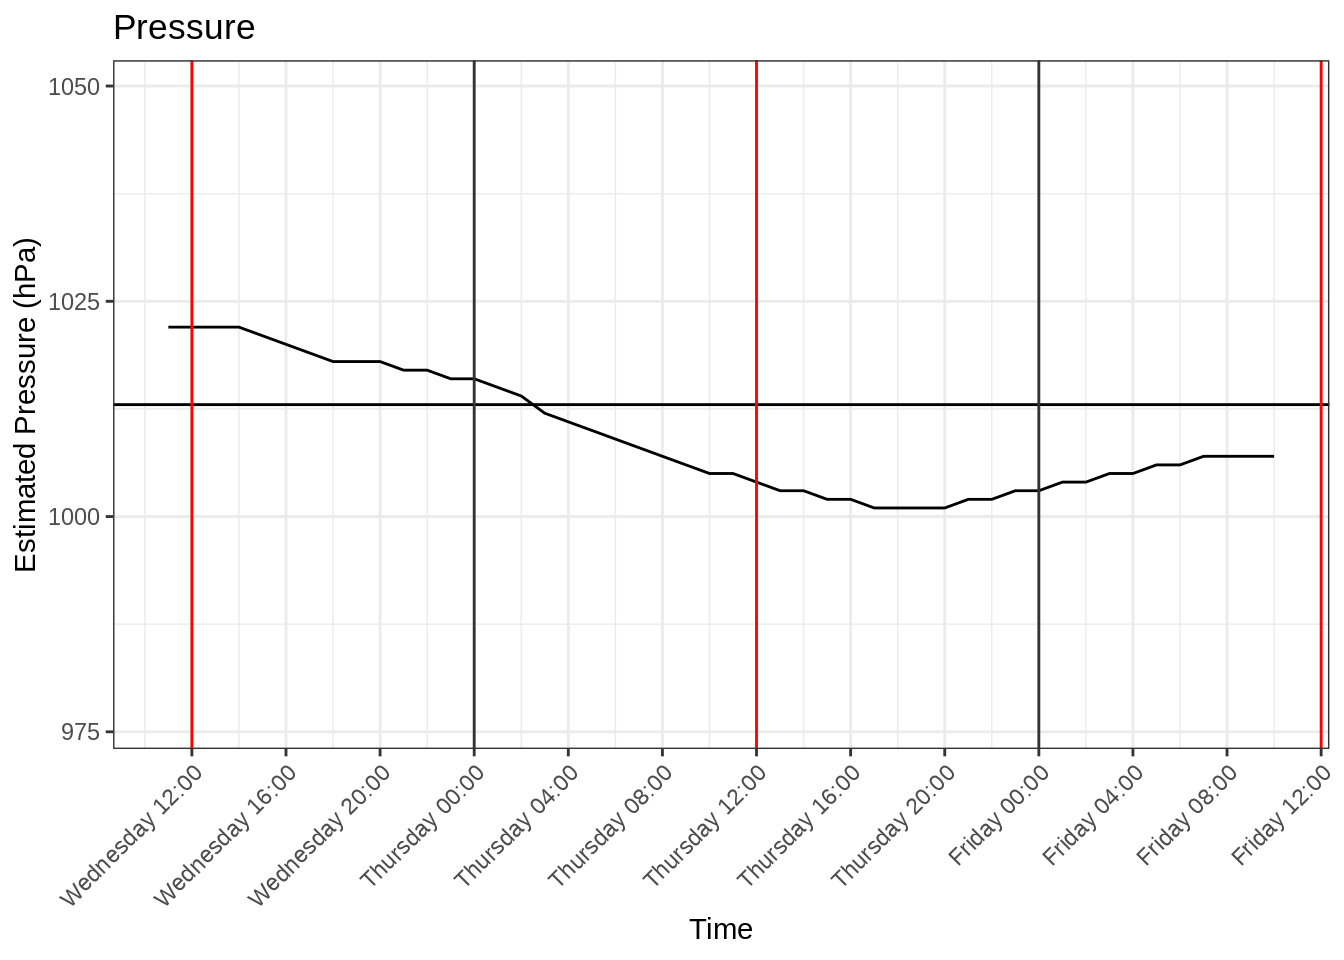 Pressure
Estimated Pressure (hPa)
1050
1025
1000
975
Wednesday 12:00
Wednesday 16:00
Wednesday 20:00
Thursday 00:00
Thursday 04:00
Thursday 08:00
Thursday 12:00
Thursday 16:00
Thursday 20:00
Friday 00:00
Friday 04:00
Friday 08:00
Friday 12:00
Time